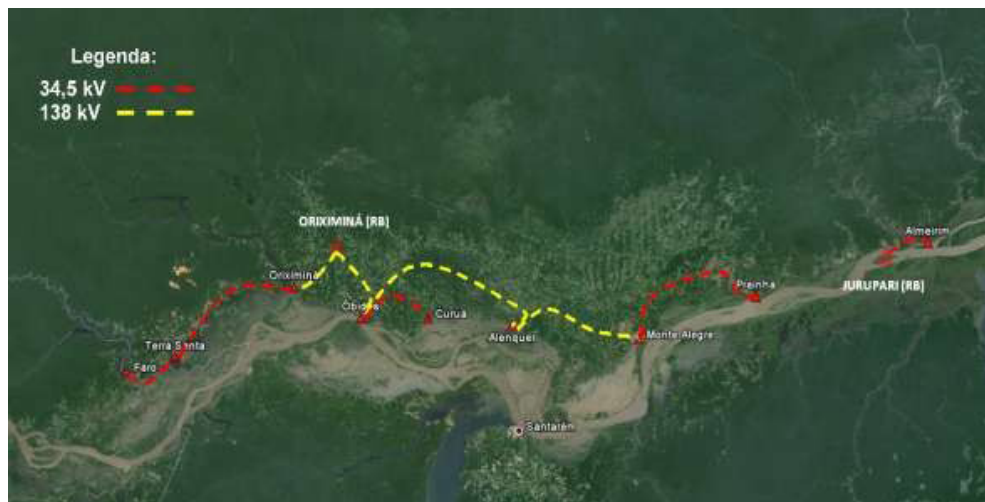 Legenda:
34,5 kV
138 kV
ORIXIMINÁ (RB)
Almeirim
Oriximiná
JURUPARI (RB)
Prainha
Óbidos
Curuá
Alenquer
Monte Alegre
Terra Santa
Faro
Santarén